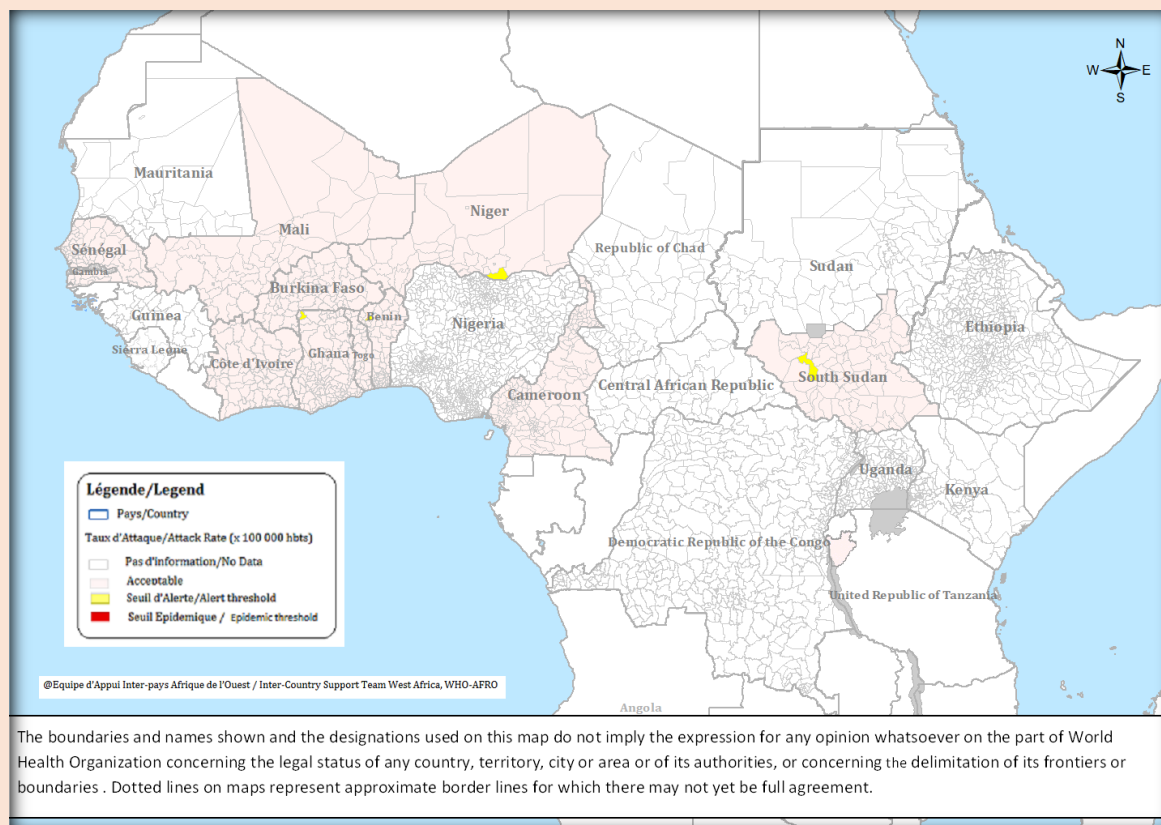 N
W E
S
Mauritania
Mali
Niger
Republic of Chad
Sudan
Sénégal
Gambia
Burkina Faso
Benin
Guinea
Nigeria
Ethiopia
Sierra Leone
Côte d'Ivoire
Ghana
Togo
Cameroon
Central African Republic
South Sudan
Uganda
Kenya
Democratic Republic of the Congo
United Republic of Tanzania
Angola
Légende/Legend
Pays/Country
Taux d'Attaque/Attack Rate (x 100 000 hbts)
Pas d'information/No Data
Acceptable
Seuil d'Alerte/Alert threshold
Seuil Epidemique / Epidemic threshold
@Equipe d'Appui Inter-pays Afrique de l'Ouest / Inter-Country Support Team West Africa, WHO-AFRO
The boundaries and names shown and the designations used on this map do not imply the expression for any opinion whatsoever on the part of World
Health Organization concerning the legal status of any country, territory, city or area or of its authorities, or concerning the delimitation of its frontiers or
boundaries . Dotted lines on maps represent approximate border lines for which there may not yet be full agreement.